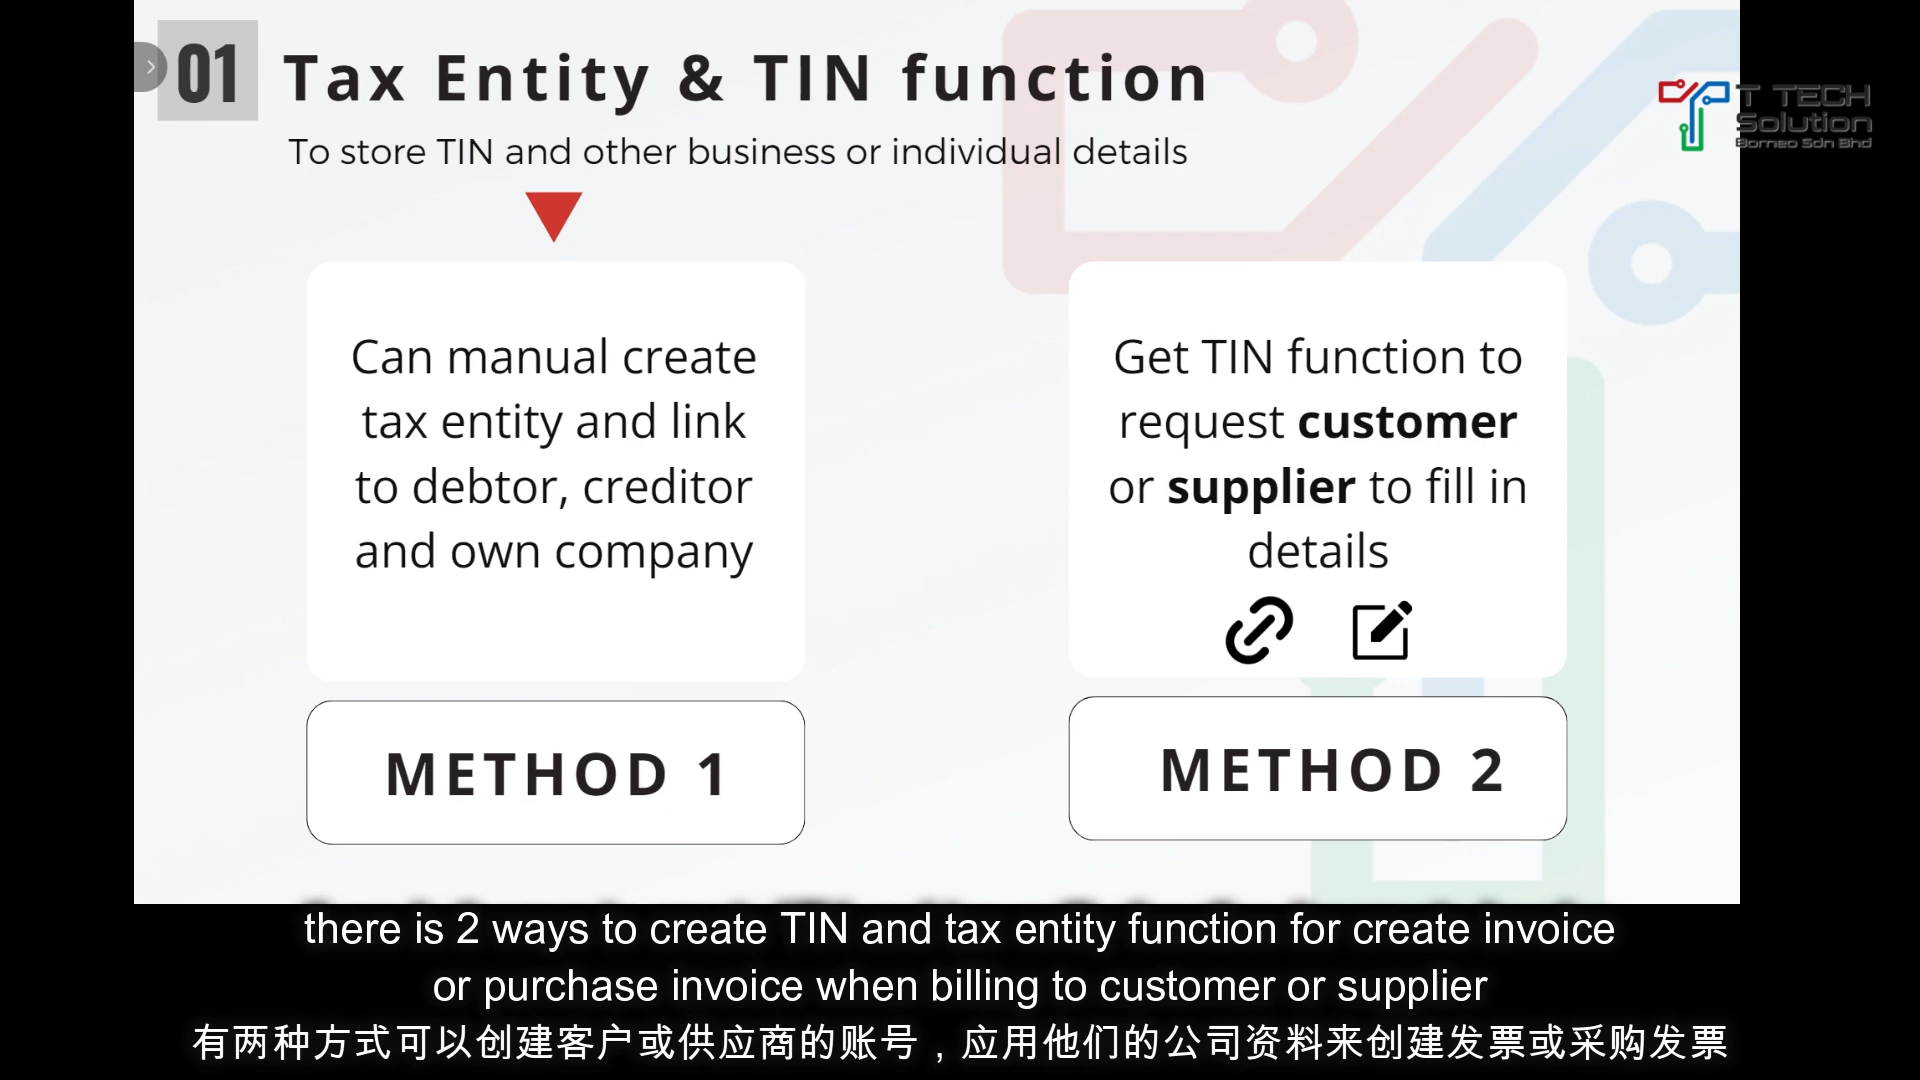 01
Tax Entity & TIN function
To store TIN and other business or individual details
T TECH
Solution
Borneo Sdn Bhd
Can manual create
tax entity and link
to debtor, creditor
and own company
METHOD 1
Get TIN function to
request customer
or supplier to fill in
details
METHOD 2
there is 2 ways to create TIN and tax entity function for create invoice
or purchase invoice when billing to customer or supplier
有两种方式可以创建客户或供应商的账号，应用他们的公司资料来创建发票或采购发票